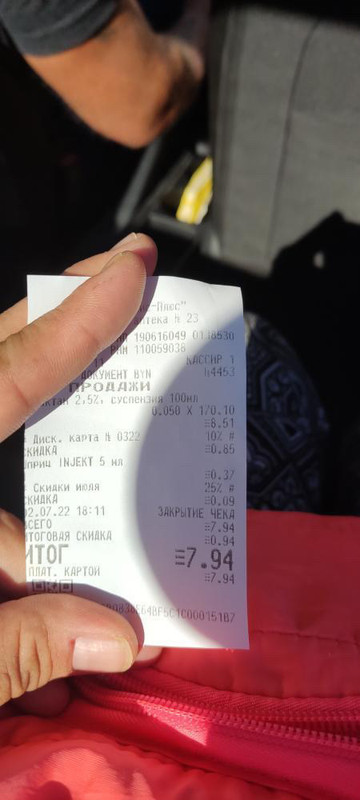 -Плюс"
тека № 23
190616049 0118530
РНМ 110059036
КАССИР 1
ДОКУМЕНТ BYN №4453
ПРОДАЖИ
2,5%, суспензия 100мл
0.050 X 170.10
≡8.51
Диск. карта № 0322 10% #
СКИДКА ≡0.85
шприц INJEKT 5 мл
≡0.37
Скидки июля 25% #
СКИДКА ≡0.09
02.07.22 18:11 ЗАКРЫТИЕ ЧЕКА
ВСЕГО ≡7.94
ИТОГОВАЯ СКИДКА ≡0.94
ИТОГ ≡7.94
ПЛАТ. КАРТОЙ ≡7.94